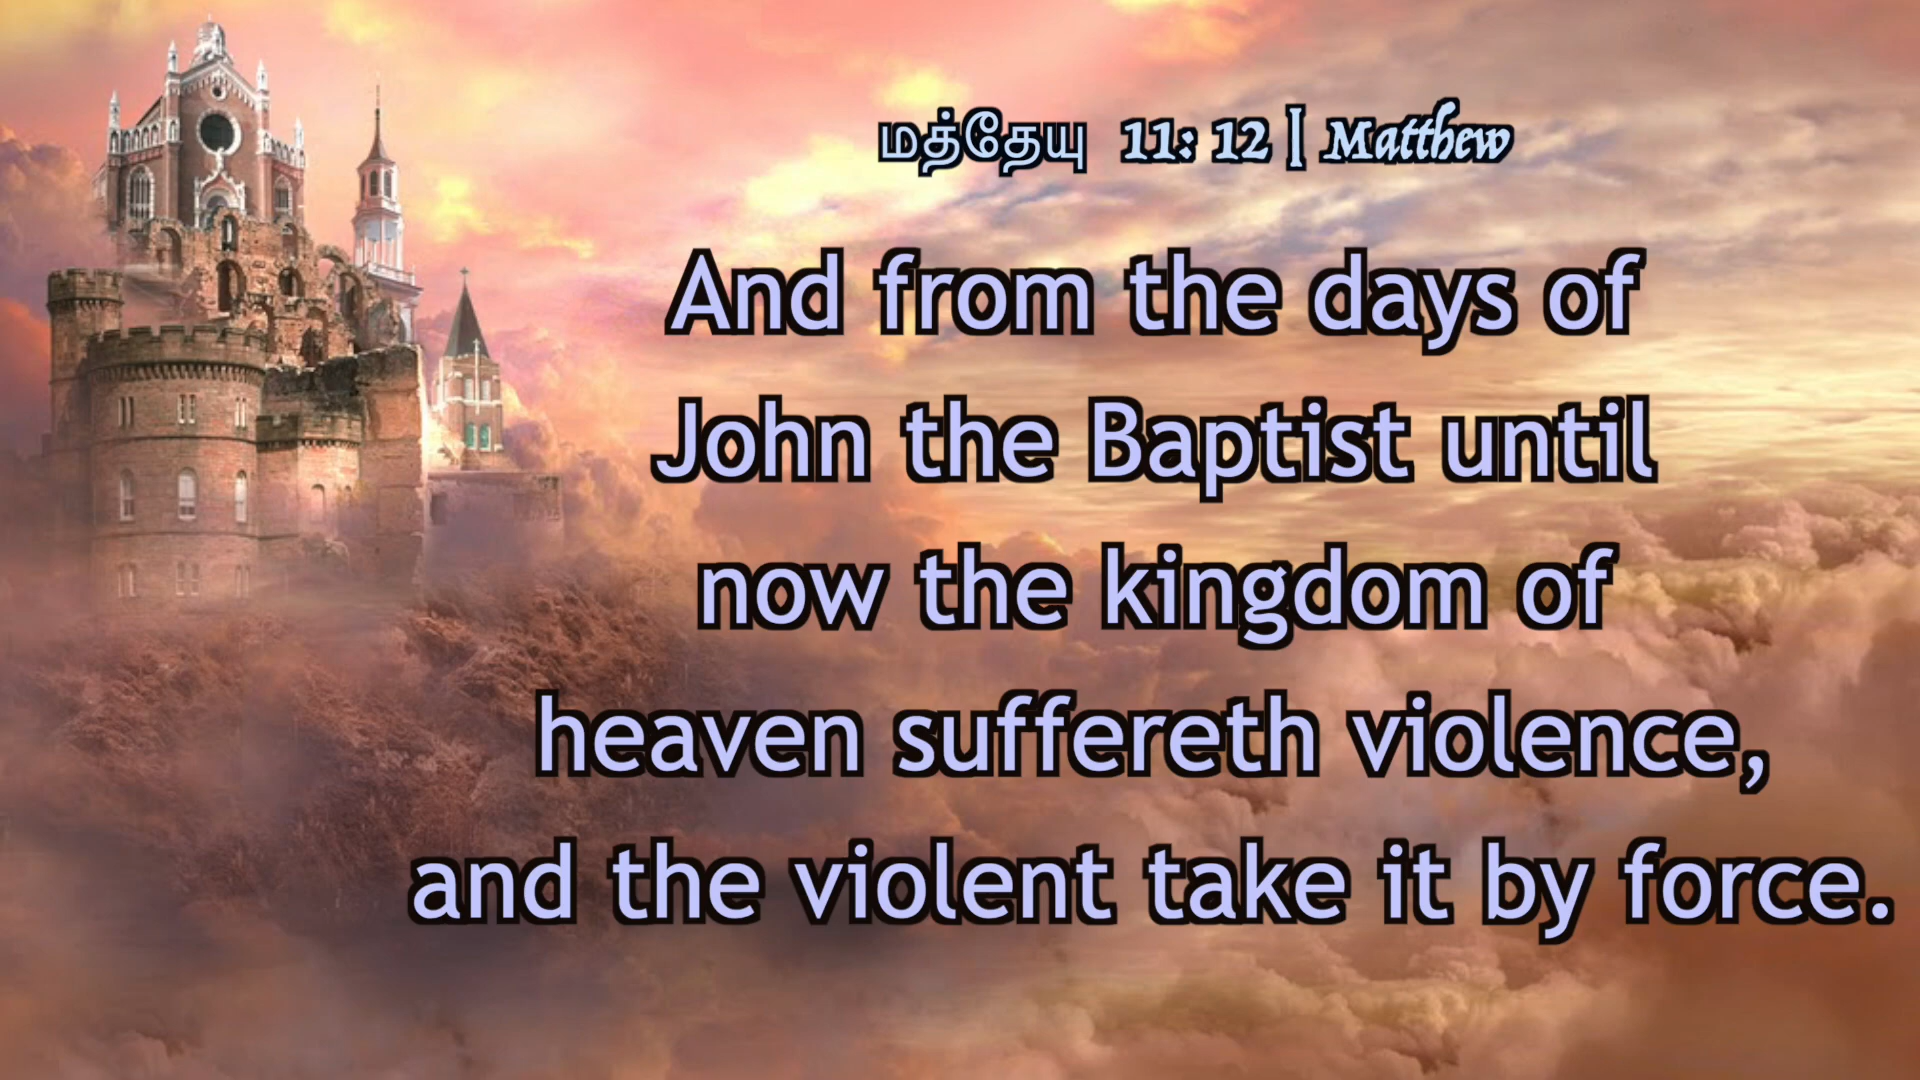 மத்தேயு 11: 12 | Matthew
And from the days of
John the Baptist until
now the kingdom of
heaven suffereth violence,
and the violent take it by force.